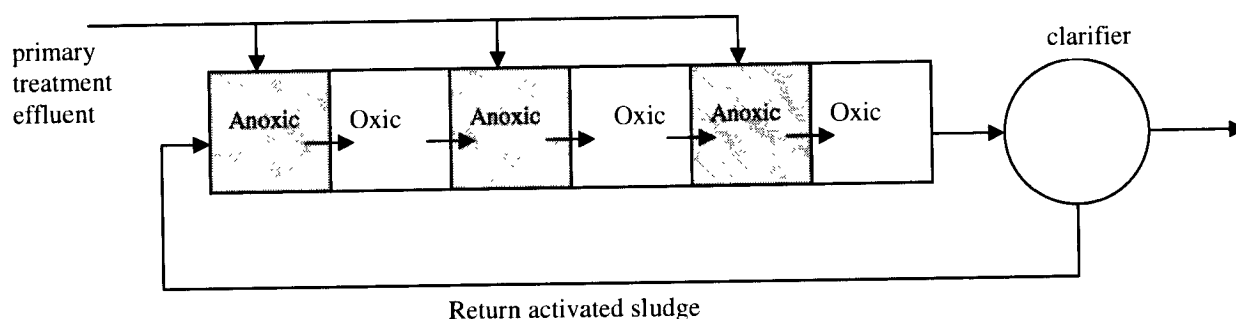 primary
treatment
effluent
clarifier
Anoxic
Oxic
Anoxic
Oxic
Anoxic
Oxic
Return activated sludge